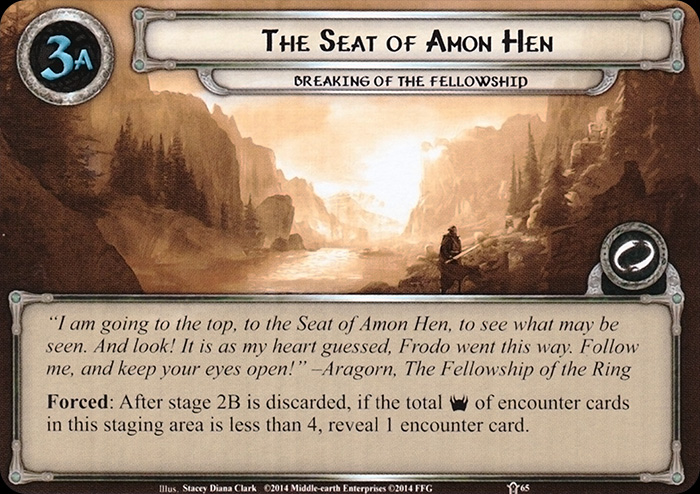 3A
THE SEAT OF AMON HEN
BREAKING OF THE FELLOWSHIP
“I am going to the top, to the Seat of Amon Hen, to see what may be
seen. And look! It is as my heart guessed, Frodo went this way. Follow
me, and keep your eyes open!” –Aragorn, The Fellowship of the Ring
Forced: After stage 2B is discarded, if the total of encounter cards
in this staging area is less than 4, reveal 1 encounter card.
Illus. Stacey Diana Clark ©2014 Middle-earth Enterprises ©2014 FFG 65